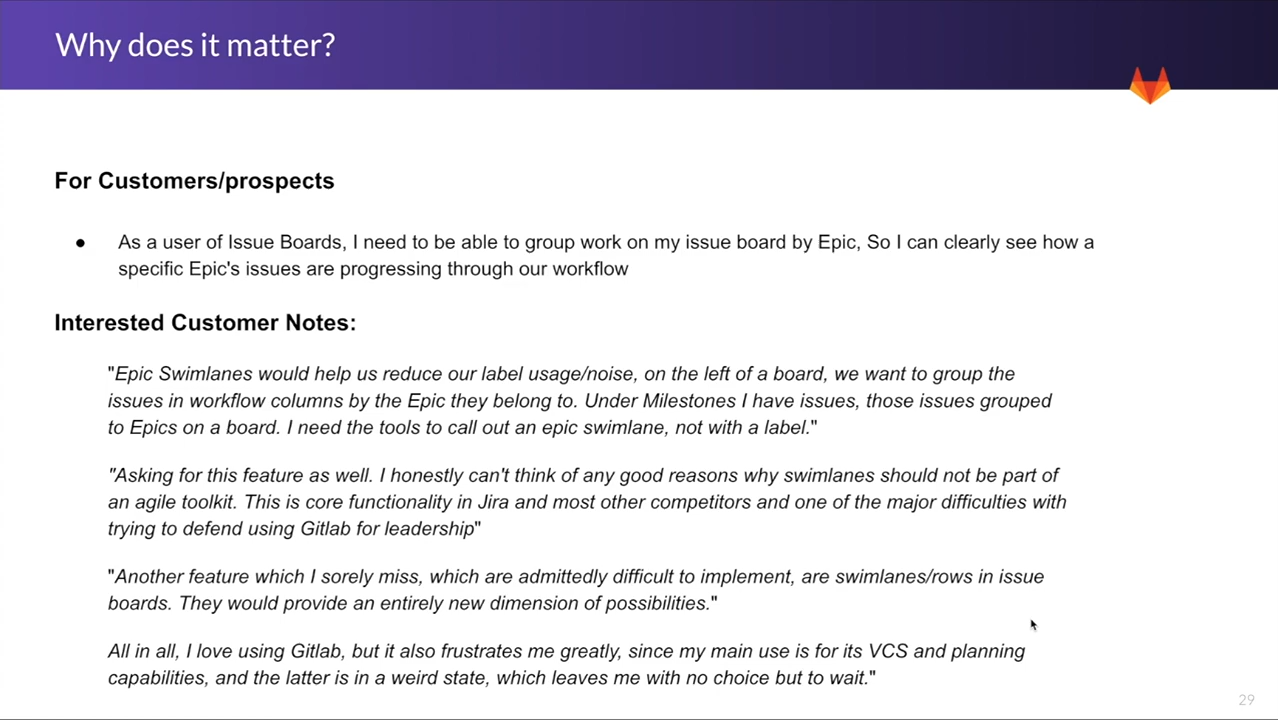 Why does it matter?
For Customers/prospects
● As a user of Issue Boards, I need to be able to group work on my issue board by Epic, So I can clearly see how a
specific Epic's issues are progressing through our workflow
Interested Customer Notes:
"Epic Swimlanes would help us reduce our label usage/noise, on the left of a board, we want to group the
issues in workflow columns by the Epic they belong to. Under Milestones I have issues, those issues grouped
to Epics on a board. I need the tools to call out an epic swimlane, not with a label."
"Asking for this feature as well. I honestly can't think of any good reasons why swimlanes should not be part of
an agile toolkit. This is core functionality in Jira and most other competitors and one of the major difficulties with
trying to defend using Gitlab for leadership"
"Another feature which I sorely miss, which are admittedly difficult to implement, are swimlanes/rows in issue
boards. They would provide an entirely new dimension of possibilities."
All in all, I love using Gitlab, but it also frustrates me greatly, since my main use is for its VCS and planning
capabilities, and the latter is in a weird state, which leaves me with no choice but to wait."
29